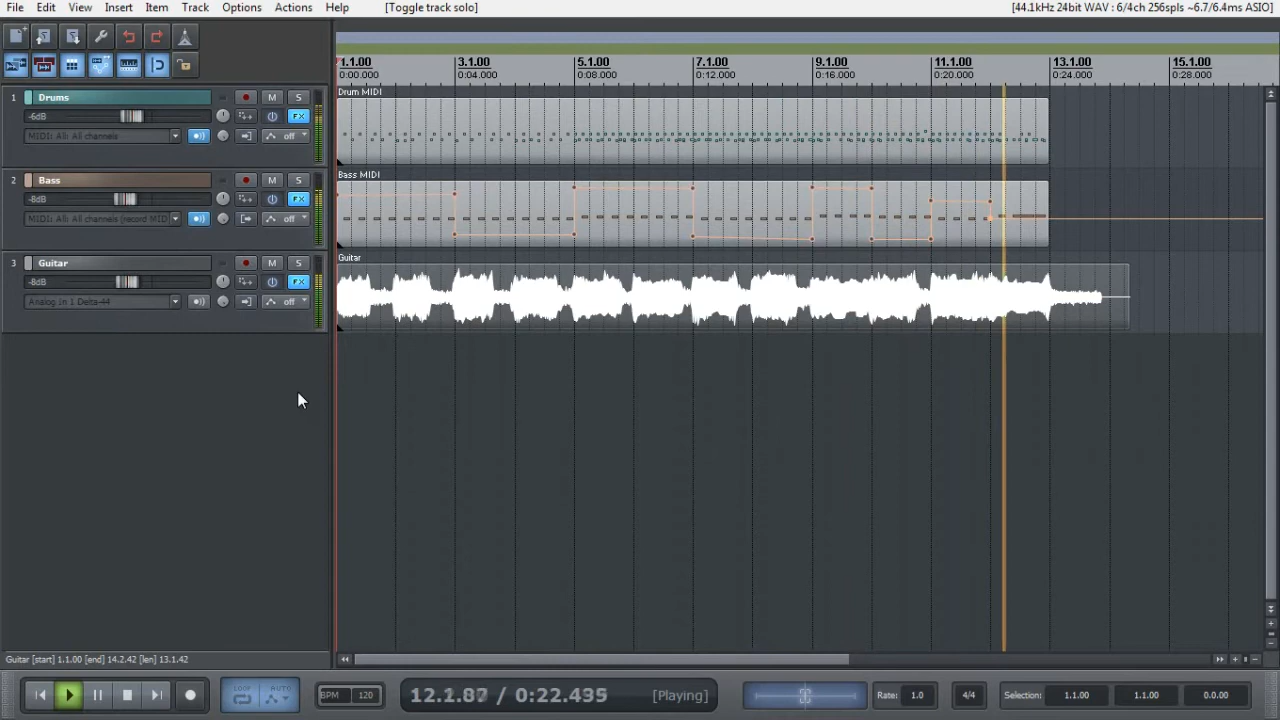 File Edit View Insert Item Track Options Actions Help [Toggle track solo] [44.1kHz 24bit WAV : 6/4ch 256spls ~6.7/6.4ms ASIO]
1.1.00 3.1.00 5.1.00 7.1.00 9.1.00 11.1.00 13.1.00 15.1.00
0:00.000 0:04.000 0:08.000 0:12.000 0:16.000 0:20.000 0:24.000 0:28.000
Drum MIDI
1 Drums M S
-6dB FX
MIDI: All: All channels off
Bass MIDI
2 Bass M S
-8dB FX
MIDI: All: All channels (record MID off
Guitar
3 Guitar M S
-8dB FX
Analog In 1 Delta-44 off
Guitar [start] 1.1.00 [end] 14.2.42 [len] 13.1.42
LOOP AUTO BPM 120 12.1.87 / 0:22.435 [Playing] Rate: 1.0 4/4 Selection: 1.1.00 1.1.00 0.0.00